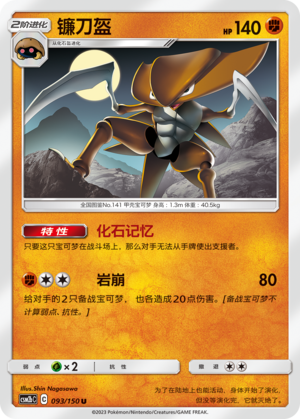 2阶进化 镰刀盔 HP 140
从化石盔进化
全国图鉴No.141 甲壳宝可梦 身高：1.3m 体重：40.5kg
特性 化石记忆
只要这只宝可梦在战斗场上，那么对手无法从手牌使出支援者。
岩崩 80
给对手的2只备战宝可梦，也各造成20点伤害。[备战宝可梦不
计算弱点、抗性。]
弱点 ×2 抗性 撤退
Illus.Shin Nagasawa
CSM2bC G 093/150 U
为了在陆地上也能活动，身体不断进化，
但没等演化完，它就灭绝了。
©2023 Pokémon/Nintendo/Creatures/GAME FREAK.